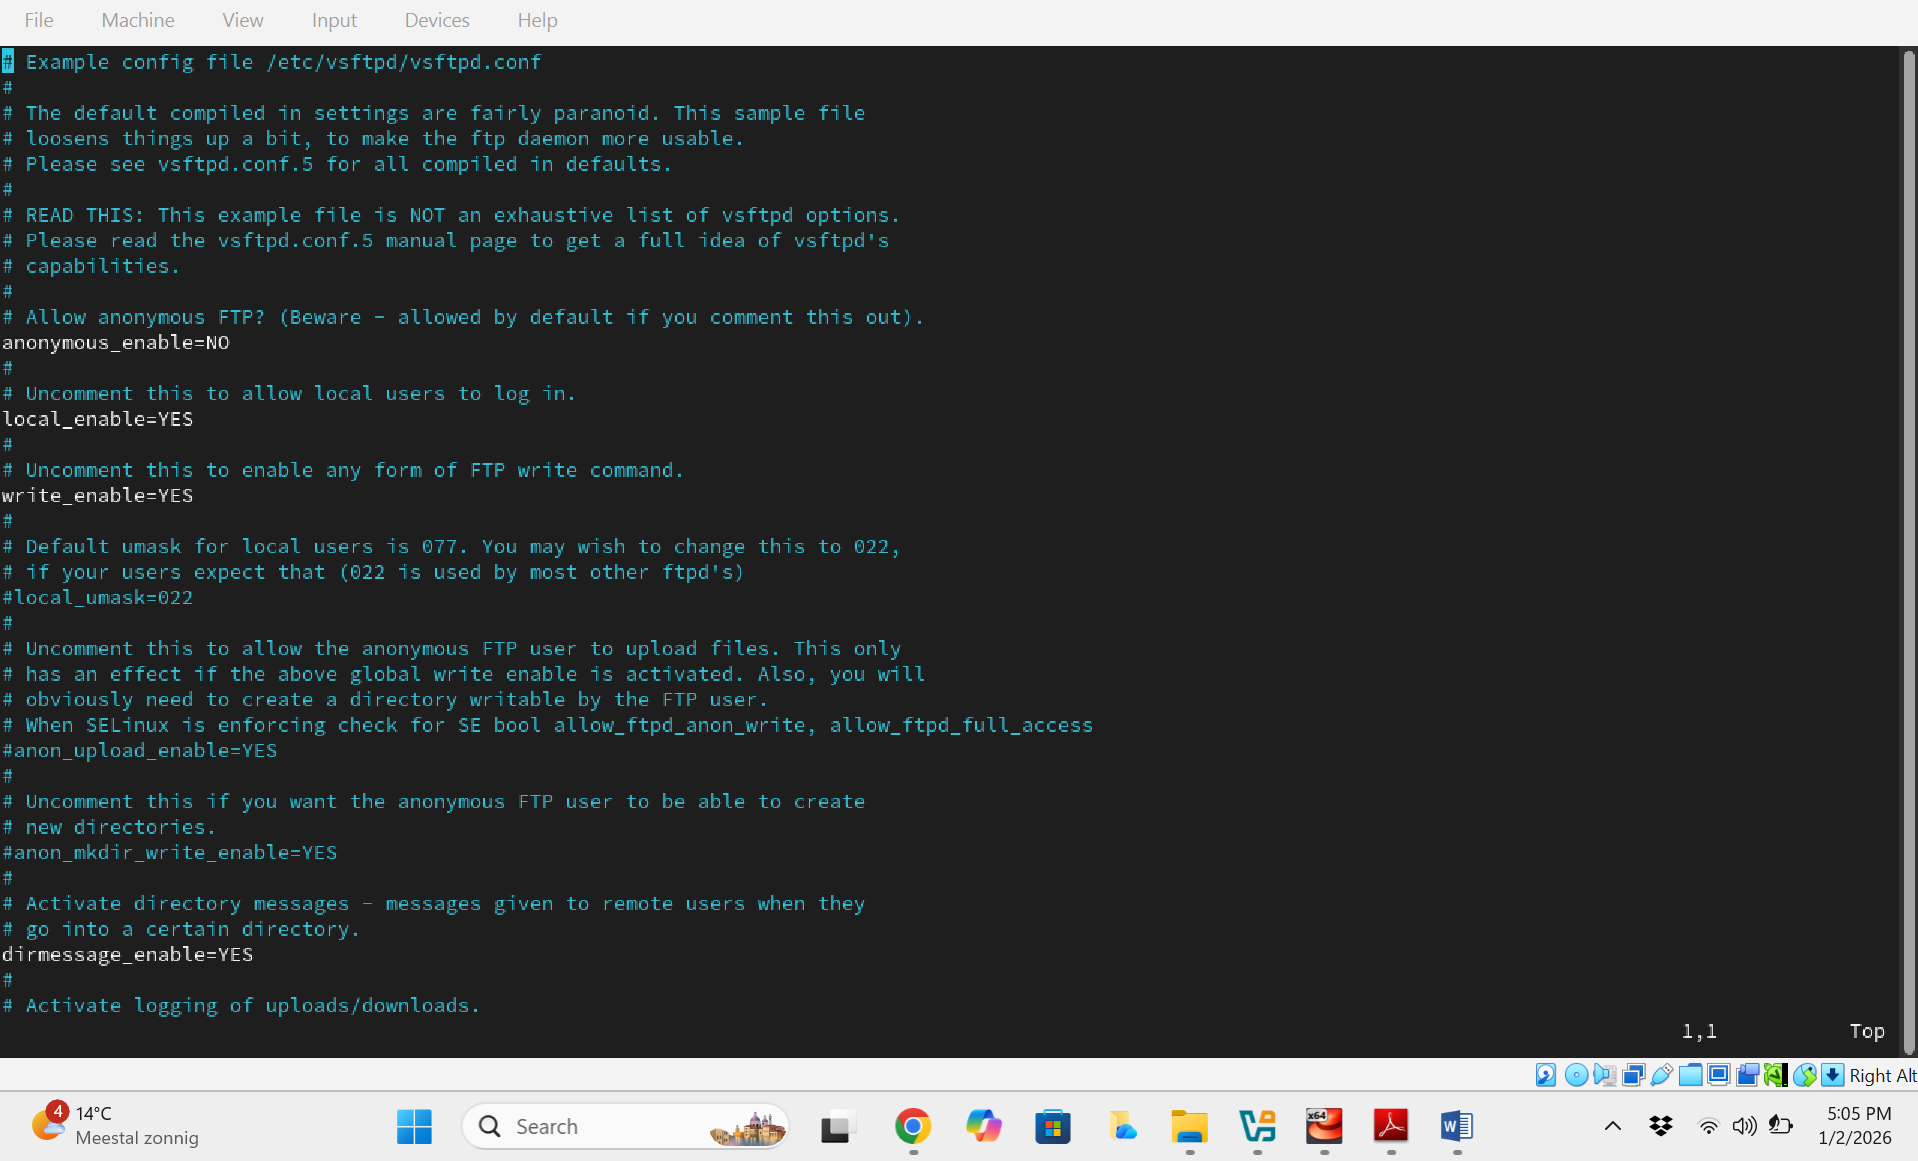 File Machine View Input Devices Help
# Example config file /etc/vsftpd/vsftpd.conf
#
# The default compiled in settings are fairly paranoid. This sample file
# loosens things up a bit, to make the ftp daemon more usable.
# Please see vsftpd.conf.5 for all compiled in defaults.
#
# READ THIS: This example file is NOT an exhaustive list of vsftpd options.
# Please read the vsftpd.conf.5 manual page to get a full idea of vsftpd's
# capabilities.
#
# Allow anonymous FTP? (Beware - allowed by default if you comment this out).
anonymous_enable=NO
#
# Uncomment this to allow local users to log in.
local_enable=YES
#
# Uncomment this to enable any form of FTP write command.
write_enable=YES
#
# Default umask for local users is 077. You may wish to change this to 022,
# if your users expect that (022 is used by most other ftpd's)
#local_umask=022
#
# Uncomment this to allow the anonymous FTP user to upload files. This only
# has an effect if the above global write enable is activated. Also, you will
# obviously need to create a directory writable by the FTP user.
# When SELinux is enforcing check for SE bool allow_ftpd_anon_write, allow_ftpd_full_access
#anon_upload_enable=YES
#
# Uncomment this if you want the anonymous FTP user to be able to create
# new directories.
#anon_mkdir_write_enable=YES
#
# Activate directory messages - messages given to remote users when they
# go into a certain directory.
dirmessage_enable=YES
#
# Activate logging of uploads/downloads.
1,1 Top
Right Alt
4
14°C
Meestal zonnig
Search
x64
W
5:05 PM
1/2/2026